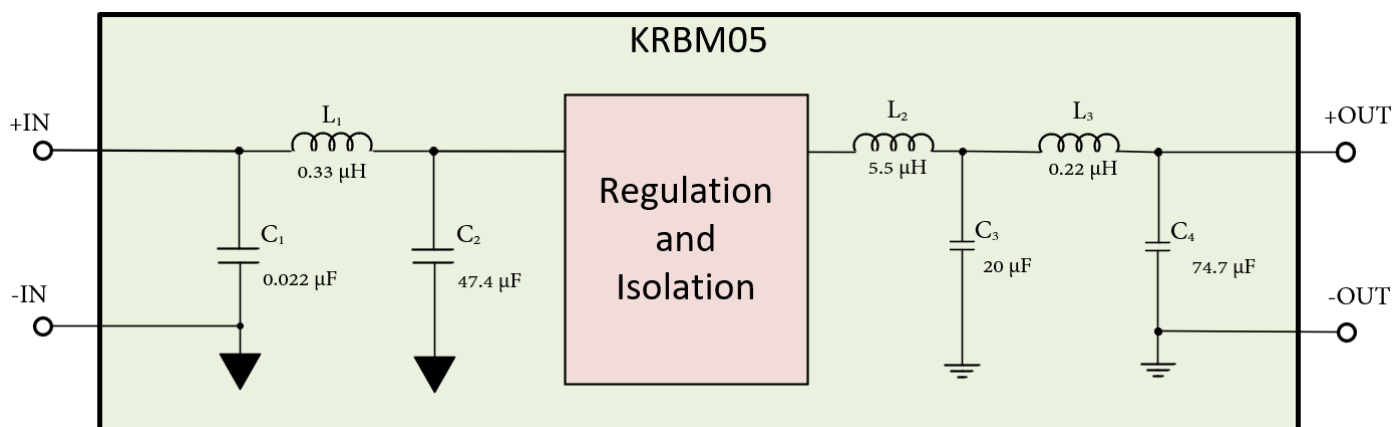 KRBM05
+IN
L₁
0.33 µH
L₂
5.5 µH
L₃
0.22 µH
+OUT
Regulation
and
Isolation
C₁
0.022 µF
C₂
47.4 µF
C₃
20 µF
C₄
74.7 µF
-IN
-OUT